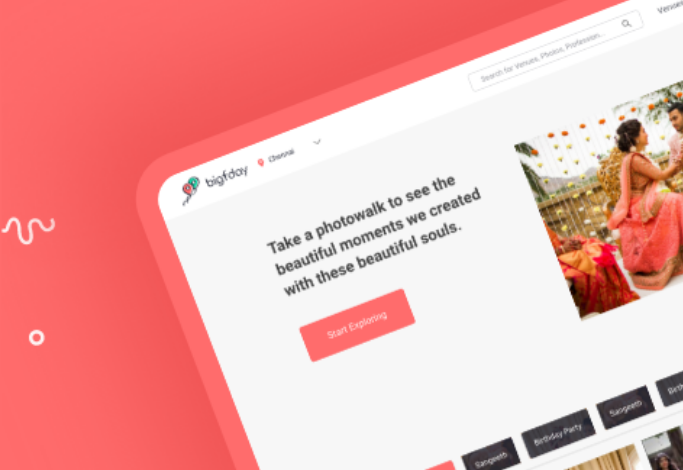 Venues
Search for Venues, Photos, Profession...
bigfday
Chennai
Take a photowalk to see the
beautiful moments we created
with these beautiful souls.
Start Exploring
Sangeeth
Birthday Party
Sangeeth
Birth